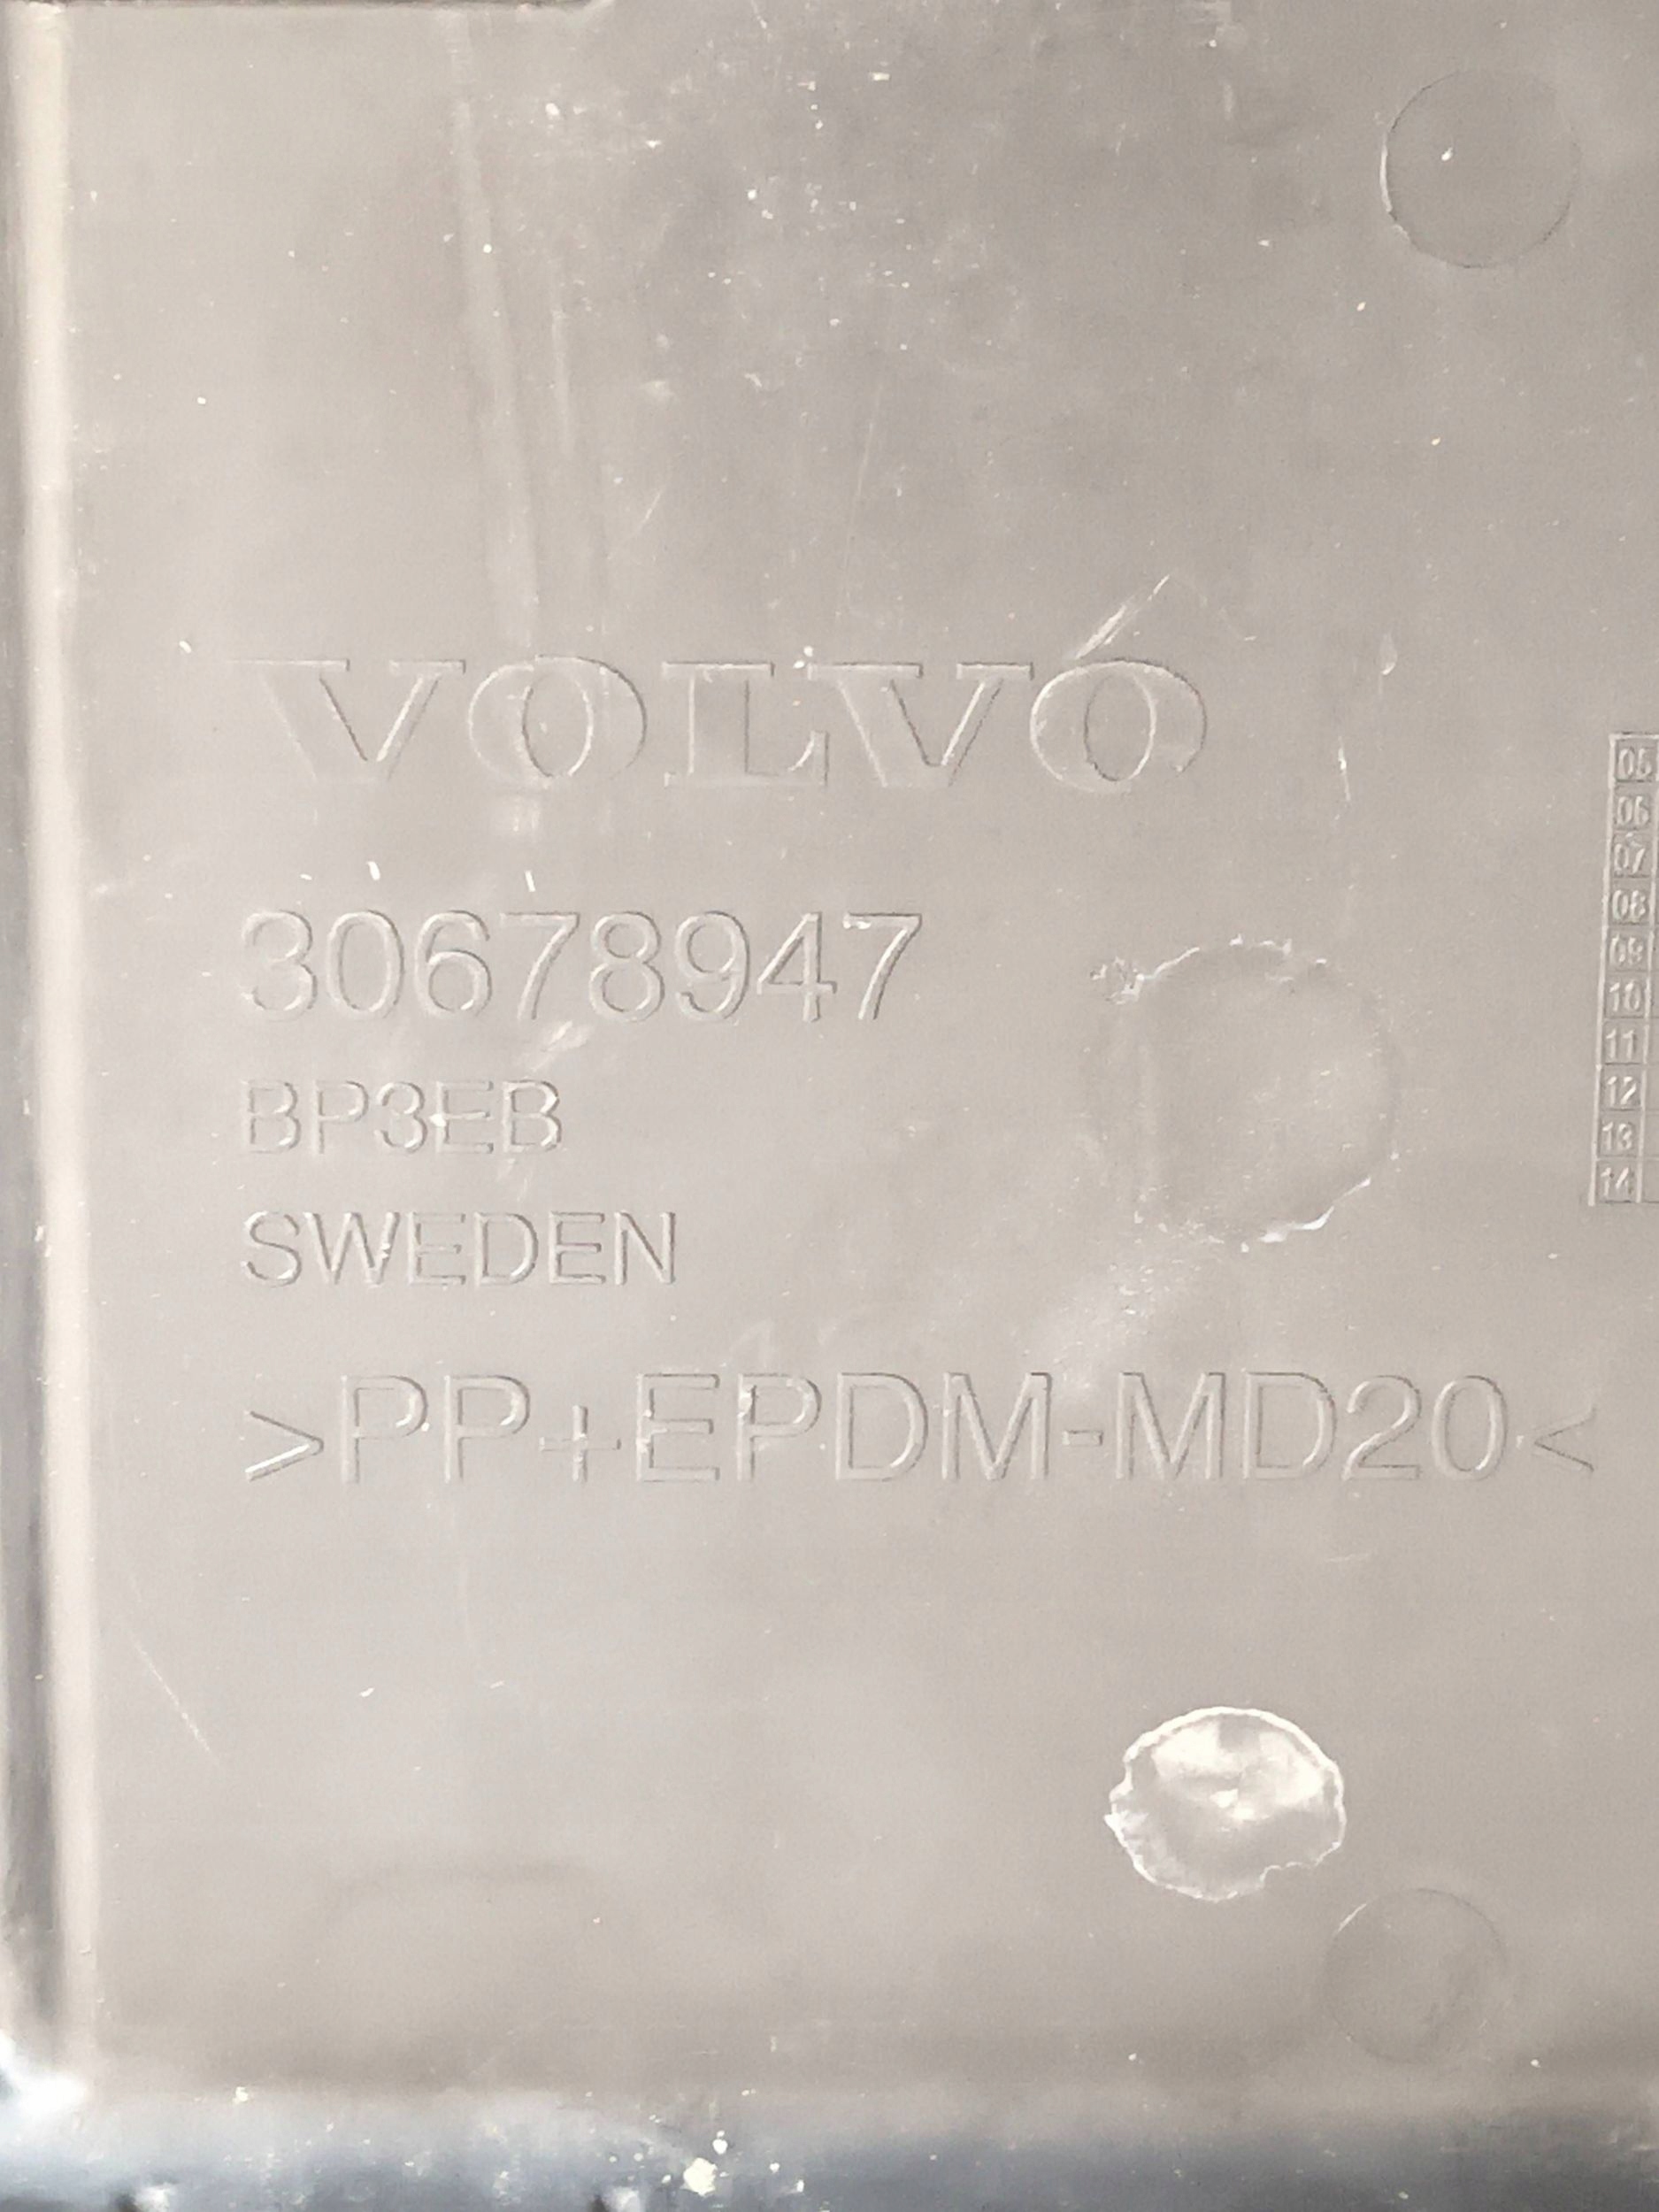 VOLVO
30678947
BP3EB
SWEDEN
>PP+EPDM-MD20<
05
06
07
08
09
10
11
12
13
14